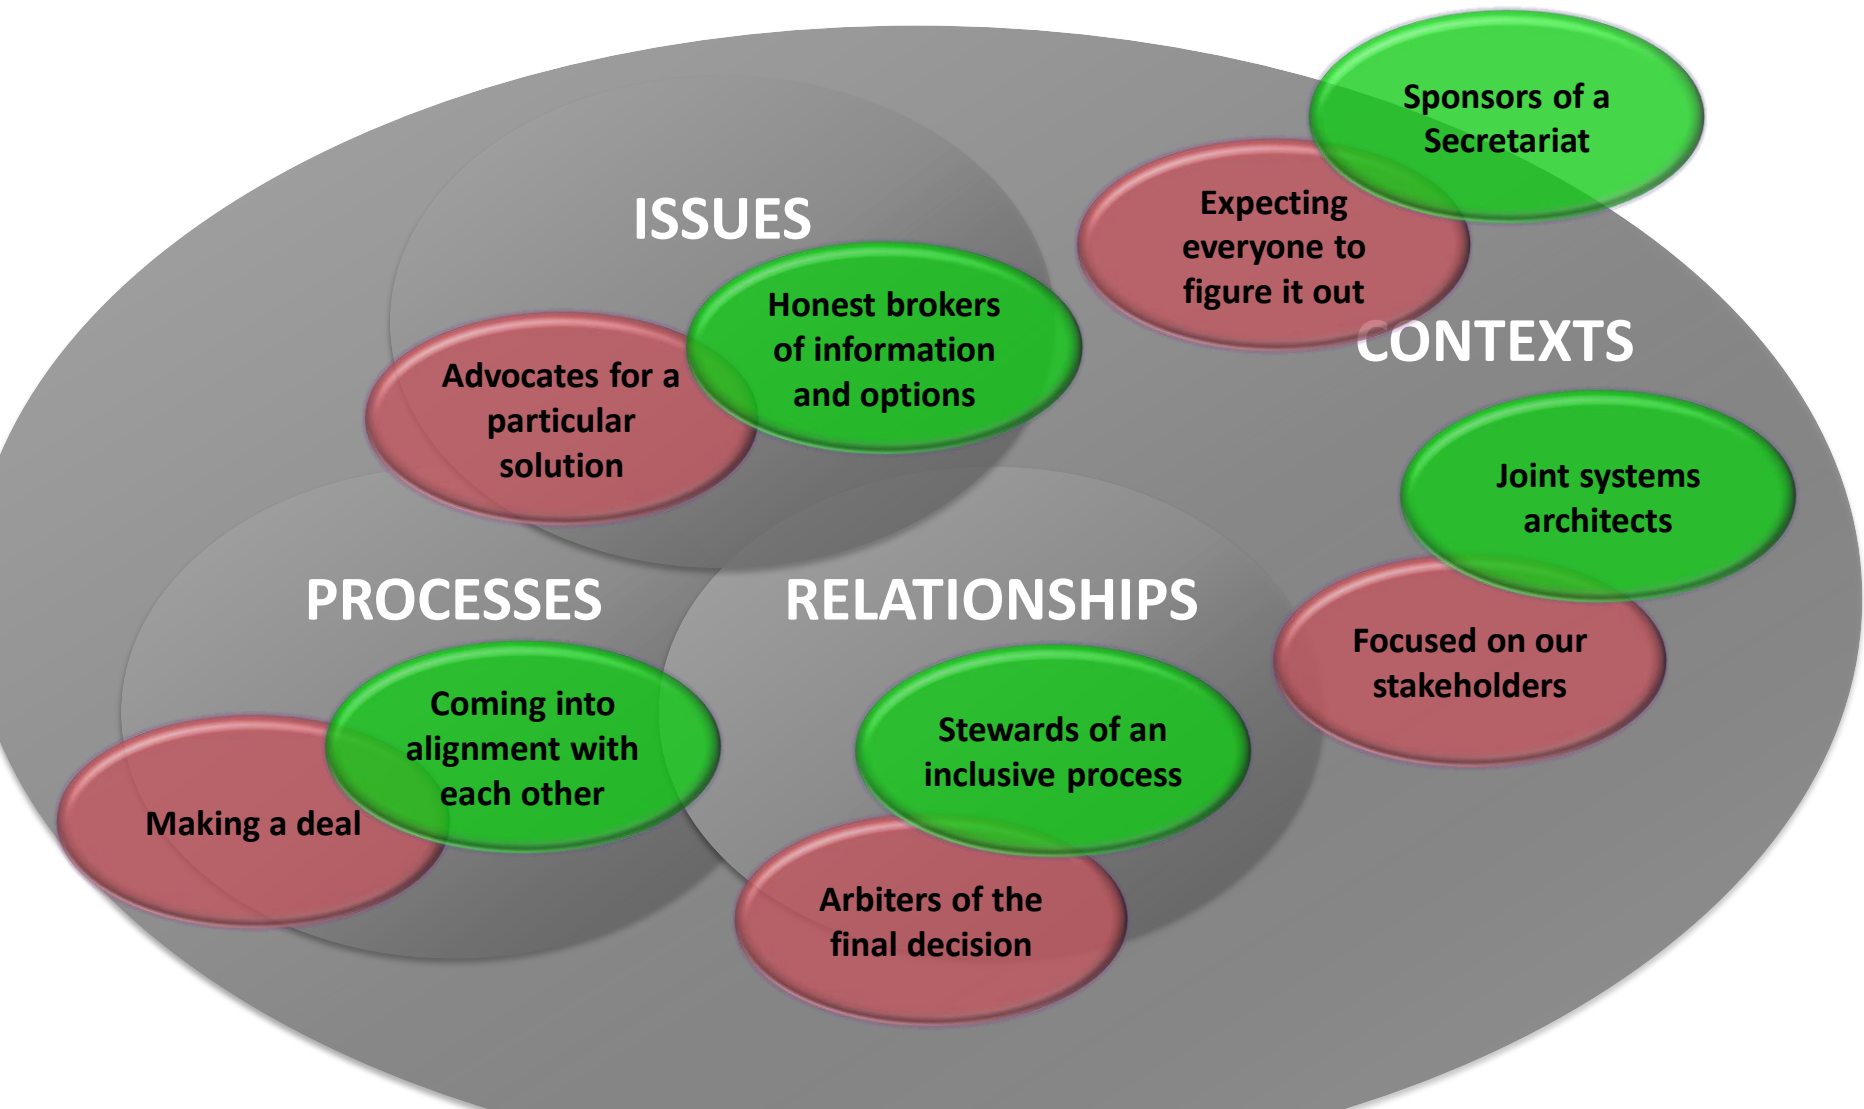 Sponsors of a
Secretariat
Expecting
everyone to
figure it out
ISSUES
Honest brokers
of information
and options
CONTEXTS
Advocates for a
particular
solution
Joint systems
architects
PROCESSES
RELATIONSHIPS
Focused on our
stakeholders
Coming into
alignment with
each other
Stewards of an
inclusive process
Making a deal
Arbiters of the
final decision